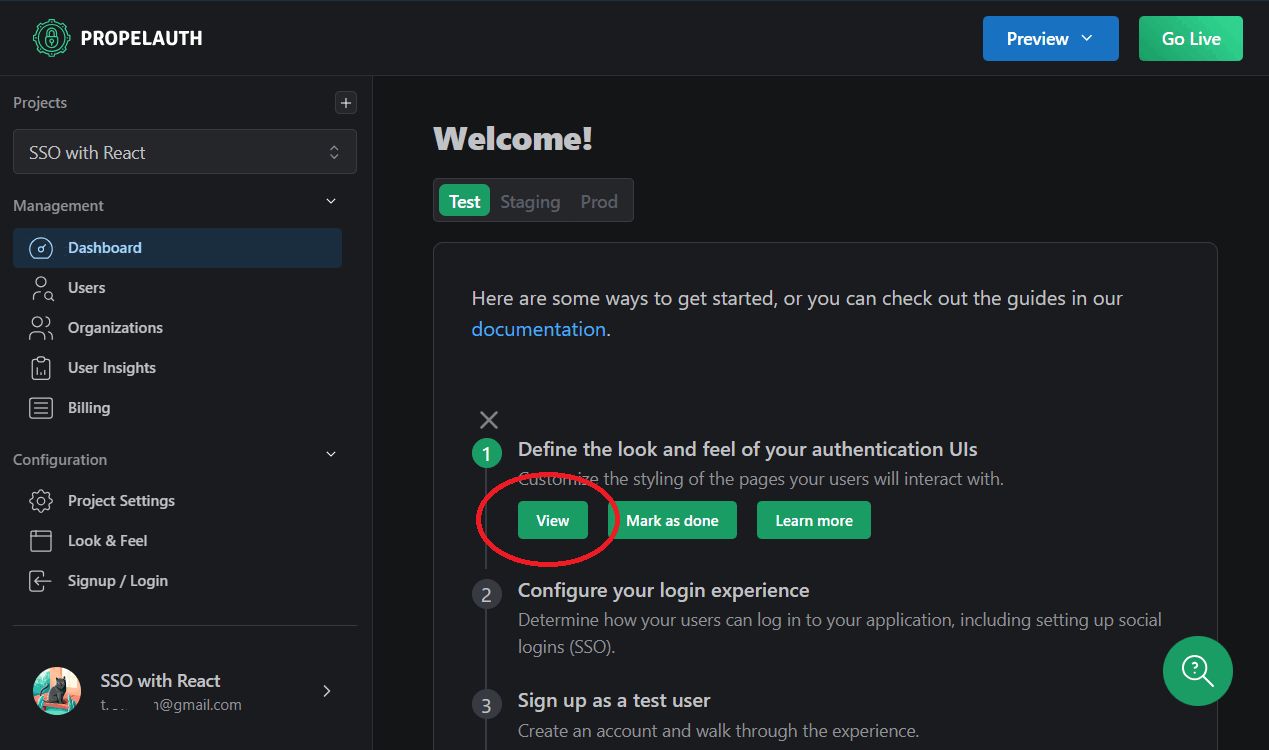 PROPELAUTH
Preview
Go Live
Projects
+
SSO with React
Management
Dashboard
Users
Organizations
User Insights
Billing
Configuration
Project Settings
Look & Feel
Signup / Login
SSO with React
@gmail.com
Welcome!
Test Staging Prod
Here are some ways to get started, or you can check out the guides in our
documentation.
1
Define the look and feel of your authentication UIs
Customize the styling of the pages your users will interact with.
View Mark as done Learn more
2
Configure your login experience
Determine how your users can log in to your application, including setting up social
logins (SSO).
3
Sign up as a test user
Create an account and walk through the experience.
?